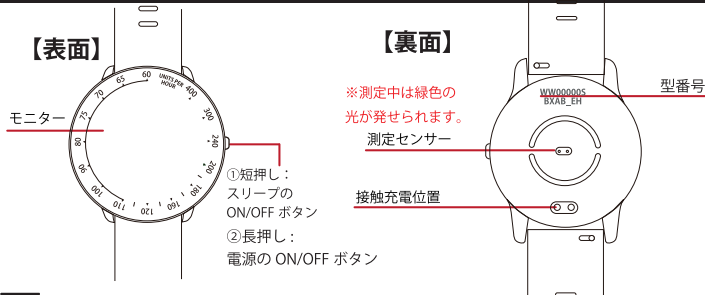 【表面】
モニター
UNITS PER
HOUR
60
65
70
75
80
90
100
110
120
160
180
200
240
300
400
①短押し：
スリープの
ON/OFF ボタン
②長押し：
電源の ON/OFF ボタン
【裏面】
※測定中は緑色の
光が発せられます。
測定センサー
接触充電位置
WW00000S
BXAB_EH
型番号